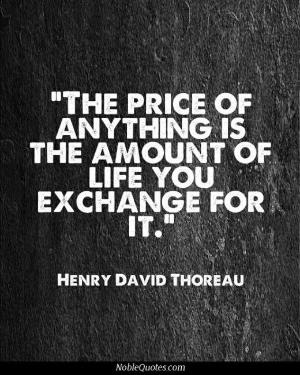 "The price of
anything is
the amount of
life you
exchange for
it."
Henry David Thoreau
NobleQuotes.com